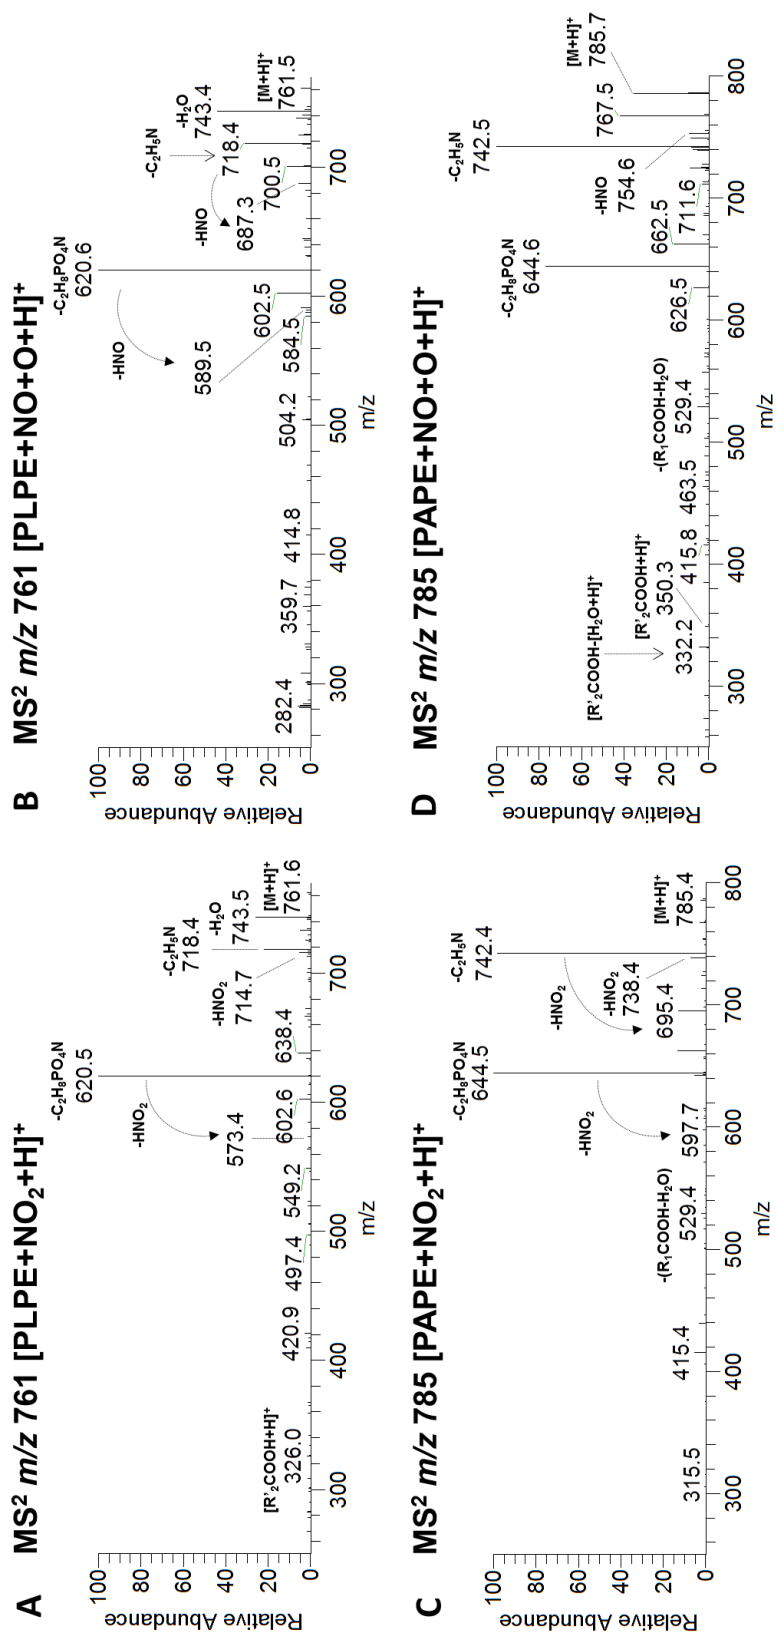 A MS² m/z 761 [PLPE+NO₂+H]⁺
Relative Abundance
100
80
60
40
20
0
-C₂H₈PO₄N
620.5
-HNO₂
573.4
-C₂H₅N
718.4
-H₂O
743.5
-HNO₂
714.7
[M+H]⁺
761.6
638.4
602.6
549.2
497.4
420.9
[R'₂COOH+H]⁺
326.0
300
400
500
600
700
m/z
B MS² m/z 761 [PLPE+NO+O+H]⁺
Relative Abundance
100
80
60
40
20
0
-C₂H₈PO₄N
620.6
-HNO
589.5
-C₂H₅N
718.4
-H₂O
743.4
-HNO
687.3
700.5
[M+H]⁺
761.5
602.5
584.5
504.2
414.8
359.7
282.4
300
400
500
600
700
m/z
C MS² m/z 785 [PAPE+NO₂+H]⁺
Relative Abundance
100
80
60
40
20
0
-C₂H₈PO₄N
644.5
-C₂H₅N
742.4
-HNO₂
597.7
-HNO₂
695.4
-HNO₂
738.4
[M+H]⁺
785.4
-(R₁COOH-H₂O)
529.4
415.4
315.5
300
400
500
600
700
800
m/z
D MS² m/z 785 [PAPE+NO+O+H]⁺
Relative Abundance
100
80
60
40
20
0
-C₂H₈PO₄N
644.6
-C₂H₅N
742.5
[M+H]⁺
785.7
767.5
-HNO
754.6
711.6
662.5
626.5
-(R₁COOH-H₂O)
529.4
463.5
415.8
[R'₂COOH+H]⁺
350.3
[R'₂COOH-[H₂O+H]⁺
332.2
300
400
500
600
700
800
m/z